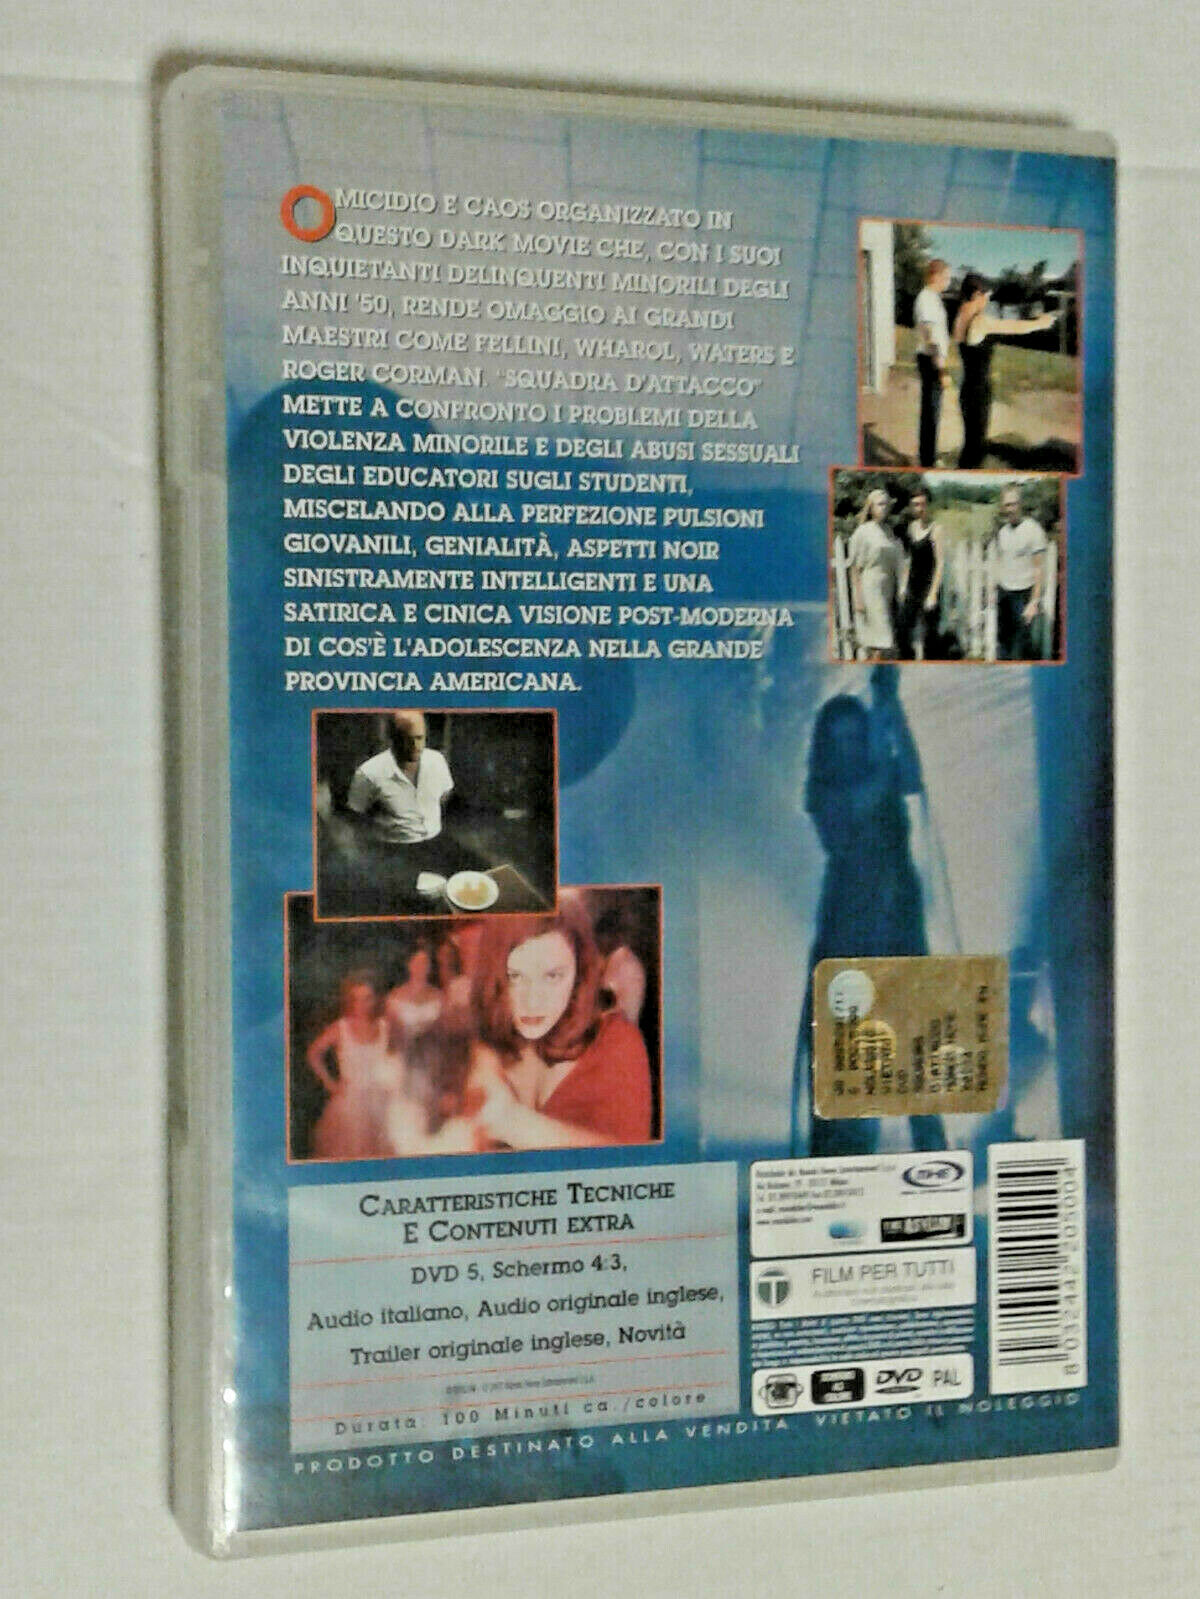 OMICIDIO E CAOS ORGANIZZATO IN
QUESTO DARK MOVIE CHE, CON I SUOI
INQUIETANTI DELINQUENTI MINORILI DEGLI
ANNI '50, RENDE OMAGGIO AI GRANDI
MAESTRI COME FELLINI, WHAROL, WATERS E
ROGER CORMAN. "SQUADRA D'ATTACCO"
METTE A CONFRONTO I PROBLEMI DELLA
VIOLENZA MINORILE E DEGLI ABUSI SESSUALI
DEGLI EDUCATORI SUGLI STUDENTI,
MISCELANDO ALLA PERFEZIONE PULSIONI
GIOVANILI, GENIALITÀ, ASPETTI NOIR
SINISTRAMENTE INTELLIGENTI E UNA
SATIRICA E CINICA VISIONE POST-MODERNA
DI COS'È L'ADOLESCENZA NELLA GRANDE
PROVINCIA AMERICANA.
CARATTERISTICHE TECNICHE
E CONTENUTI EXTRA
DVD 5, Schermo 4:3,
Audio italiano, Audio originale inglese,
Trailer originale inglese, Novità
Durata: 100 Minuti ca./colore
PRODOTTO DESTINATO ALLA VENDITA. VIETATO IL NOLEGGIO
MHE
T FILM PER TUTTI
DVD
PAL
8 032442 205004